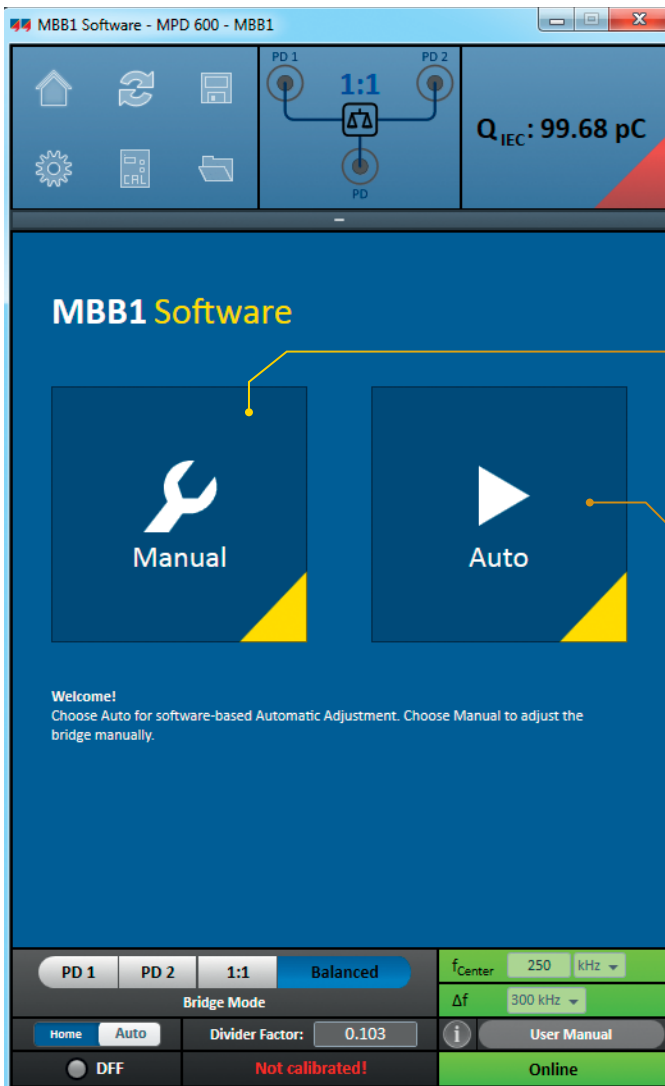 MBB1 Software - MPD 600 - MBB1
PD 1
1:1
PD 2
Q IEC: 99.68 pC
CAL
PD
MBB1 Software
Manual
Auto
Welcome!
Choose Auto for software-based Automatic Adjustment. Choose Manual to adjust the
bridge manually.
PD 1
PD 2
1:1
Balanced
Bridge Mode
fCenter
250
kHz
Δf
300 kHz
Home
Auto
Divider Factor:
0.103
i
User Manual
DFF
Not calibrated!
Online